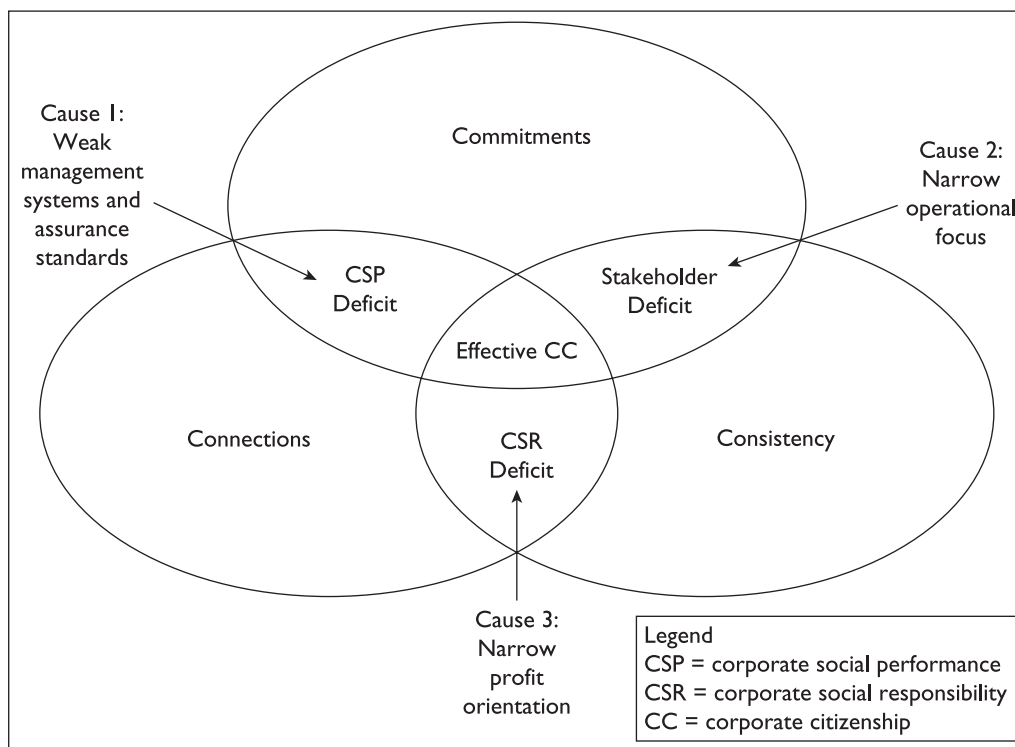 Commitments
Cause 1:
Weak
management
systems and
assurance
standards
Cause 2:
Narrow
operational
focus
CSP
Deficit
Stakeholder
Deficit
Effective CC
Connections
CSR
Deficit
Consistency
Cause 3:
Narrow
profit
orientation
Legend
CSP = corporate social performance
CSR = corporate social responsibility
CC = corporate citizenship